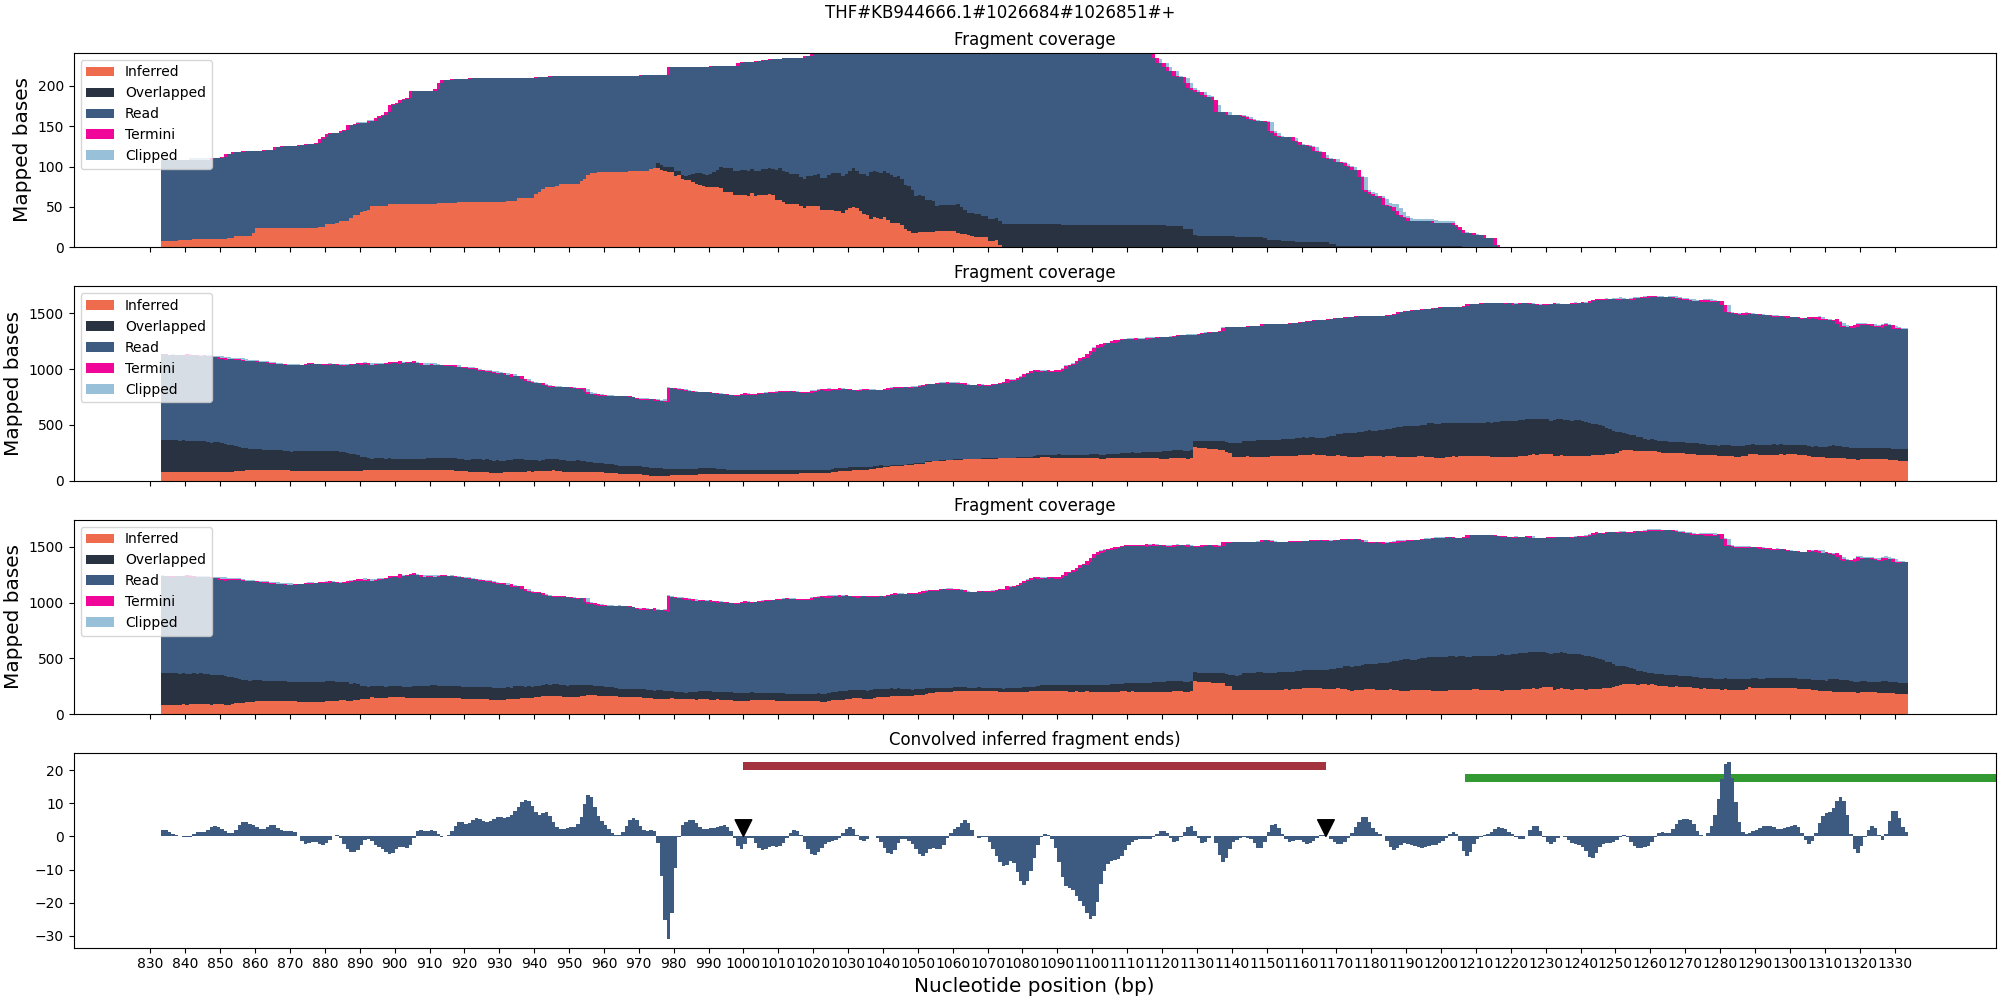 THF#KB944666.1#1026684#1026851#+
Fragment coverage
Mapped bases
200
150
100
50
0
Inferred
Overlapped
Read
Termini
Clipped
Fragment coverage
Mapped bases
1500
1000
500
0
Inferred
Overlapped
Read
Termini
Clipped
Fragment coverage
Mapped bases
1500
1000
500
0
Inferred
Overlapped
Read
Termini
Clipped
Convolved inferred fragment ends)
20
10
0
−10
−20
−30
830 840 850 860 870 880 890 900 910 920 930 940 950 960 970 980 990 1000 1010 1020 1030 1040 1050 1060 1070 1080 1090 1100 1110 1120 1130 1140 1150 1160 1170 1180 1190 1200 1210 1220 1230 1240 1250 1260 1270 1280 1290 1300 1310 1320 1330
Nucleotide position (bp)